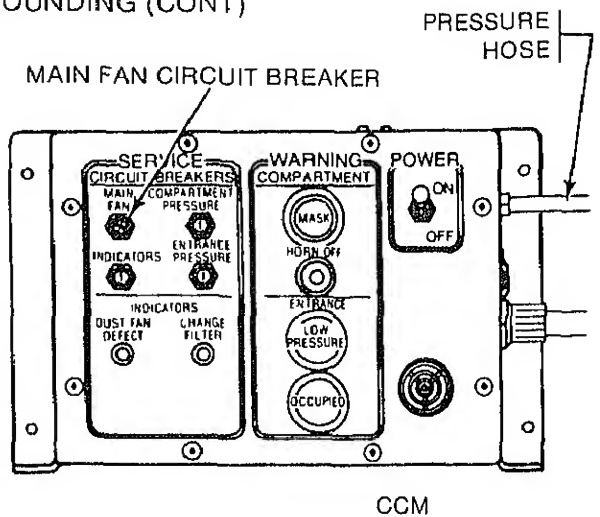 OUNDING (CONT)
PRESSURE
HOSE
MAIN FAN CIRCUIT BREAKER
SERVICE
CIRCUIT BREAKERS
MAIN
FAN
COMPARTMENT
PRESSURE
INDICATORS
ENTRANCE
PRESSURE
INDICATORS
DUST FAN
DEFECT
CHANGE
FILTER
WARNING
COMPARTMENT
MASK
HORN OFF
ENTRANCE
LOW
PRESSURE
OCCUPIED
POWER
ON
OFF
CCM